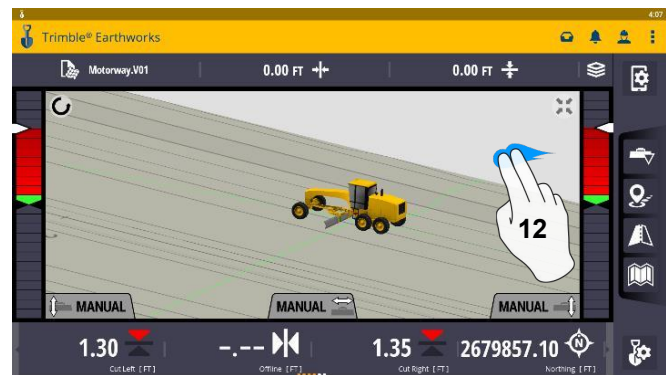 4:07
Trimble® Earthworks
Motorway.V01
0.00 FT
0.00 FT
12
MANUAL
MANUAL
MANUAL
1.30
-.--
1.35
2679857.10
N
Cut Left [FT]
Offline [FT]
Cut Right [FT]
Northing [FT]